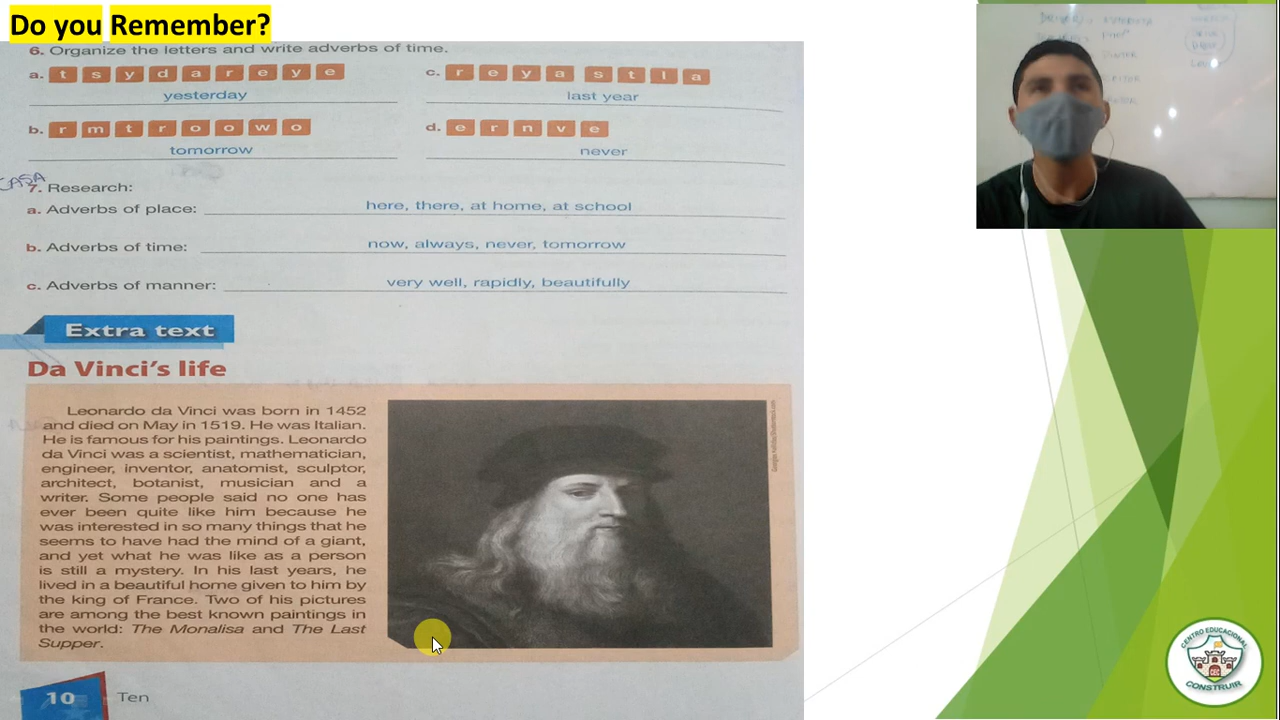 Do you Remember?
6. Organize the letters and write adverbs of time.
a. t s y d a r e y e
yesterday
c. r e y a s t l a
last year
b. r m t r o o w o
tomorrow
d. e r n v e
never
CASA
7. Research:
a. Adverbs of place: here, there, at home, at school
b. Adverbs of time: now, always, never, tomorrow
c. Adverbs of manner: very well, rapidly, beautifully
Extra text
Da Vinci's life
Leonardo da Vinci was born in 1452
and died on May in 1519. He was Italian.
He is famous for his paintings. Leonardo
da Vinci was a scientist, mathematician,
engineer, inventor, anatomist, sculptor,
architect, botanist, musician and a
writer. Some people said no one has
ever been quite like him because he
was interested in so many things that he
seems to have had the mind of a giant,
and yet what he was like as a person
is still a mystery. In his last years, he
lived in a beautiful home given to him by
the king of France. Two of his pictures
are among the best known paintings in
the world: The Monalisa and The Last
Supper.
10 Ten
CENTRO EDUCACIONAL
CEC
CONSTRUIR